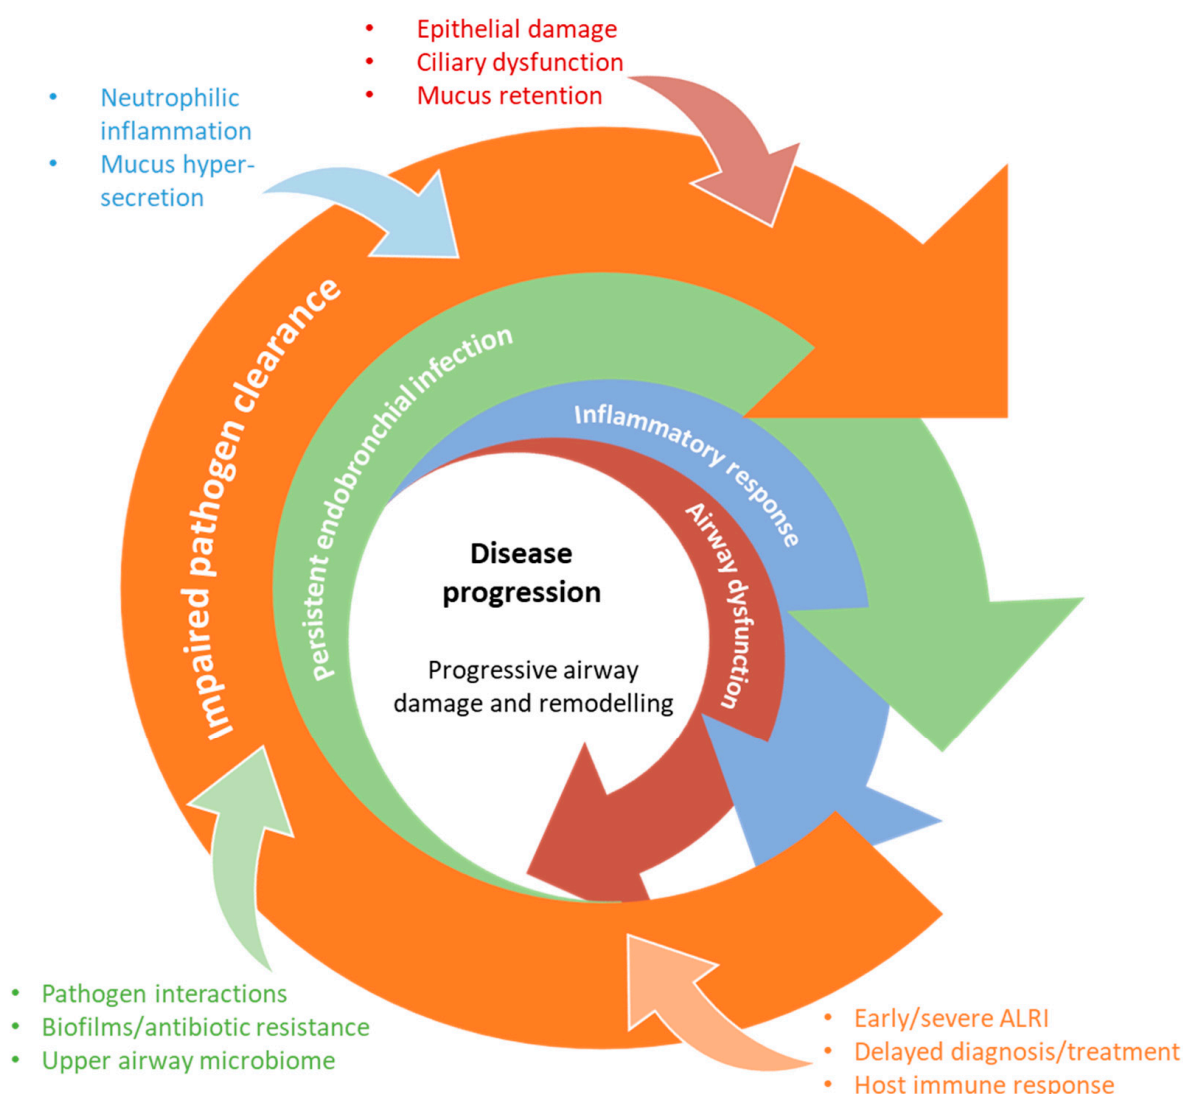 • Epithelial damage
• Ciliary dysfunction
• Mucus retention
• Neutrophilic
inflammation
• Mucus hyper-
secretion
Impaired pathogen clearance
Persistent endobronchial infection
Inflammatory response
Airway dysfunction
Disease
progression
Progressive airway
damage and remodelling
• Pathogen interactions
• Biofilms/antibiotic resistance
• Upper airway microbiome
• Early/severe ALRI
• Delayed diagnosis/treatment
• Host immune response